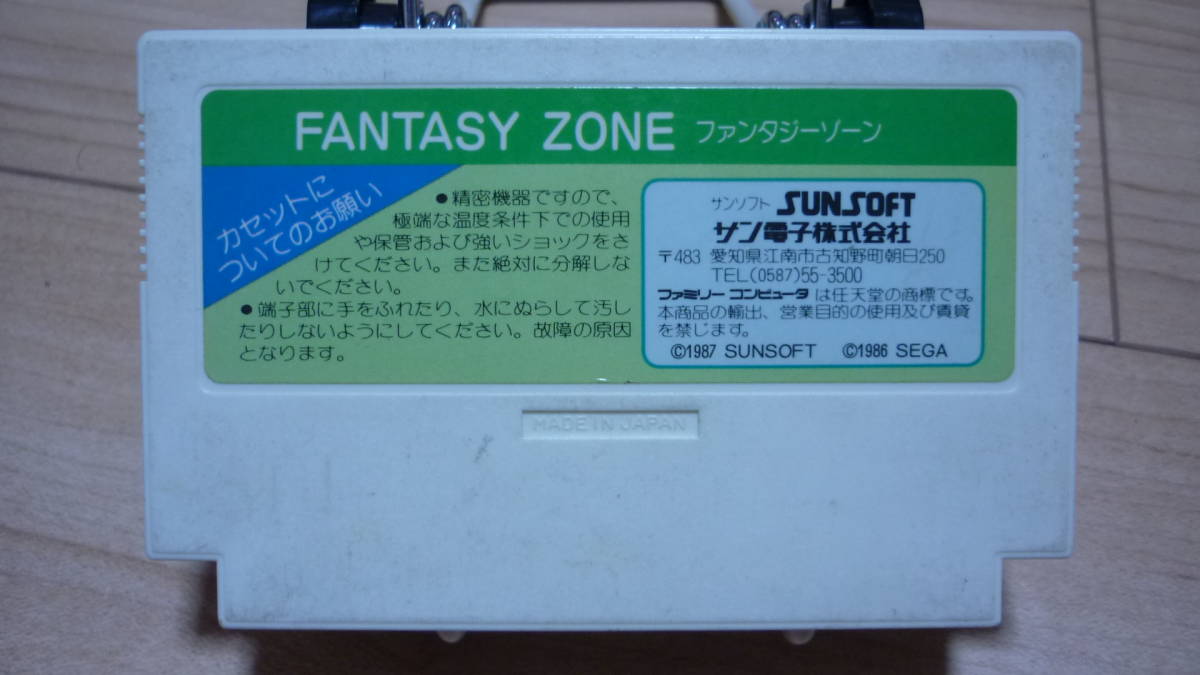 FANTASY ZONE ファンタジーゾーン
カセットに
ついてのお願い
●精密機器ですので、
極端な温度条件下での使用
や保管および強いショックをさ
けてください。また絶対に分解しな
いでください。
●端子部に手をふれたり、水にぬらして汚し
たりしないようにしてください。故障の原因
となります。
サンソフト SUNSOFT
サン電子株式会社
〒483 愛知県江南市古知野町朝日250
TEL(0587)55-3500
ファミリー コンピュータ は任天堂の商標です。
本商品の輸出、営業目的の使用及び賃貸
を禁じます。
©1987 SUNSOFT ©1986 SEGA
MADE IN JAPAN